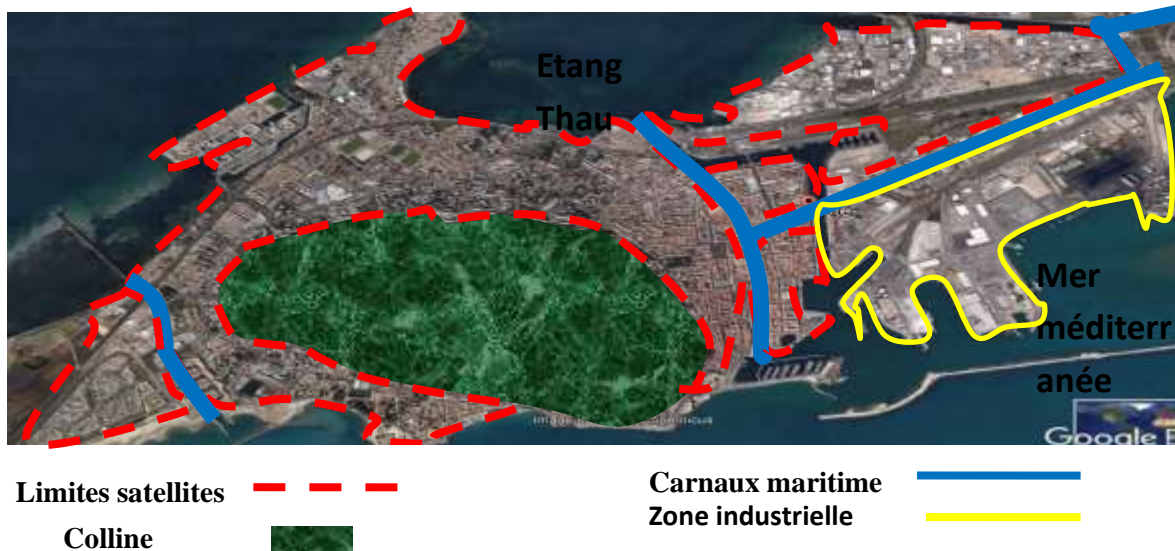 Etang
Thau
Mer
méditerr
anée
Google E
Limites satellites
Carnaux maritime
Zone industrielle
Colline